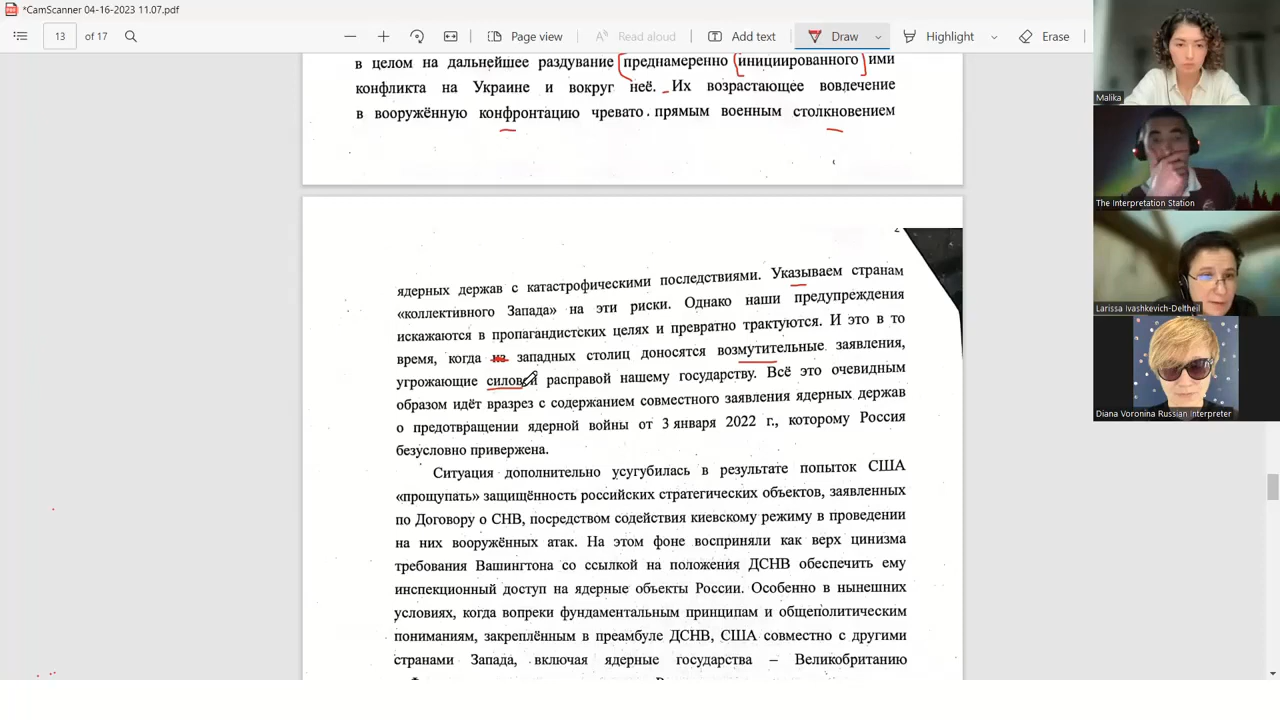 *CamScanner 04-16-2023 11.07.pdf
13 of 17 Page view Read aloud Add text Draw Highlight Erase
в целом на дальнейшее раздувание преднамеренно инициированного ими
конфликта на Украине и вокруг неё. Их возрастающее вовлечение
в вооружённую конфронтацию чревато прямым военным столкновением
2
ядерных держав с катастрофическими последствиями. Указываем странам
«коллективного Запада» на эти риски. Однако наши предупреждения
искажаются в пропагандистских целях и превратно трактуются. И это в то
время, когда из западных столиц доносятся возмутительные заявления,
угрожающие силовой расправой нашему государству. Всё это очевидным
образом идёт вразрез с содержанием совместного заявления ядерных держав
о предотвращении ядерной войны от 3 января 2022 г., которому Россия
безусловно привержена.
Ситуация дополнительно усугубилась в результате попыток США
«прощупать» защищённость российских стратегических объектов, заявленных
по Договору о СНВ, посредством содействия киевскому режиму в проведении
на них вооружённых атак. На этом фоне восприняли как верх цинизма
требования Вашингтона со ссылкой на положения ДСНВ обеспечить ему
инспекционный доступ на ядерные объекты России. Особенно в нынешних
условиях, когда вопреки фундаментальным принципам и общеполитическим
пониманиям, закреплённым в преамбуле ДСНВ, США совместно с другими
странами Запада, включая ядерные государства – Великобританию
Malika
The Interpretation Station
Larissa Ivashkevich-Deltheil
Diana Voronina Russian Interpreter